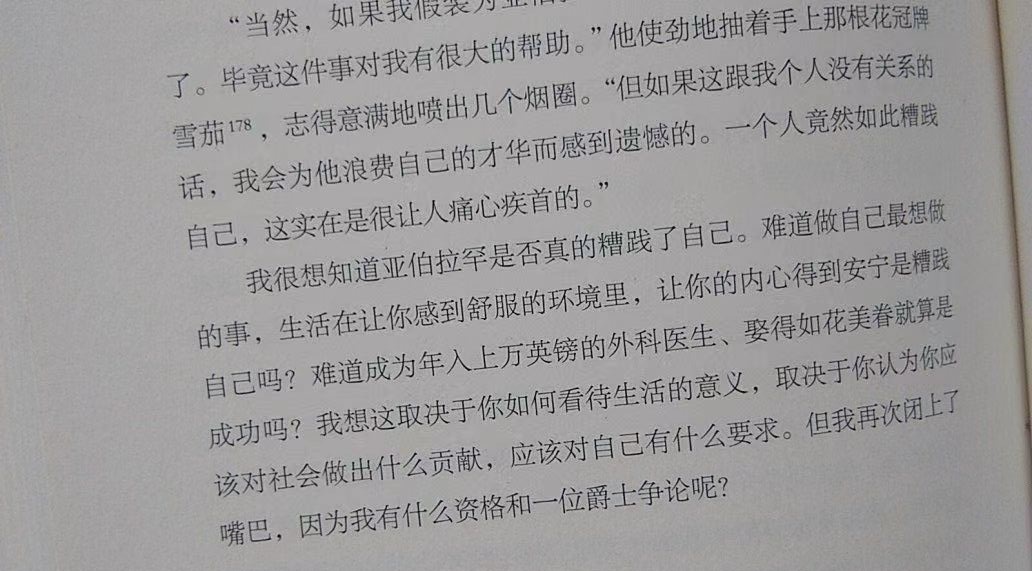 “当然，如果我假装为亚伯
了。毕竟这件事对我有很大的帮助。”他使劲地抽着手上那根花冠牌
雪茄178，志得意满地喷出几个烟圈。“但如果这跟我个人没有关系的
话，我会为他浪费自己的才华而感到遗憾的。一个人竟然如此糟践
自己，这实在是很让人痛心疾首的。”
我很想知道亚伯拉罕是否真的糟践了自己。难道做自己最想做
的事，生活在让你感到舒服的环境里，让你的内心得到安宁是糟践
自己吗？难道成为年入上万英镑的外科医生、娶得如花美眷就算是
成功吗？我想这取决于你如何看待生活的意义，取决于你认为你应
该对社会做出什么贡献，应该对自己有什么要求。但我再次闭上了
嘴巴，因为我有什么资格和一位爵士争论呢？